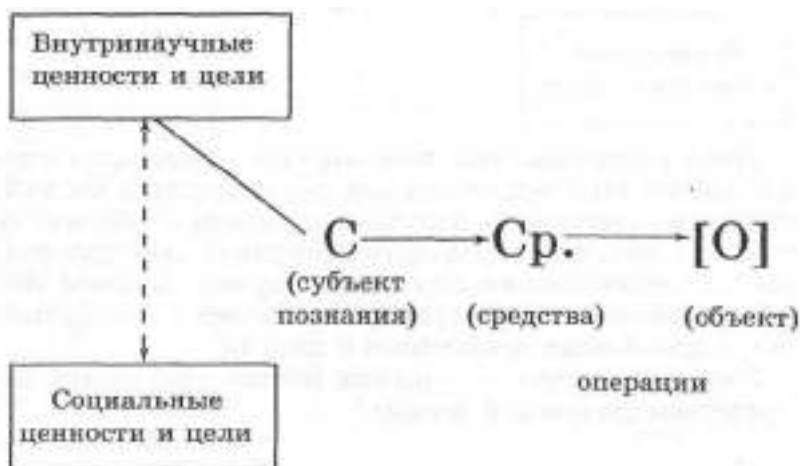 Внутринаучные
ценности и цели
С
Ср.
[О]
(субъект
познания)
(средства)
(объект)
операции
Социальные
ценности и цели